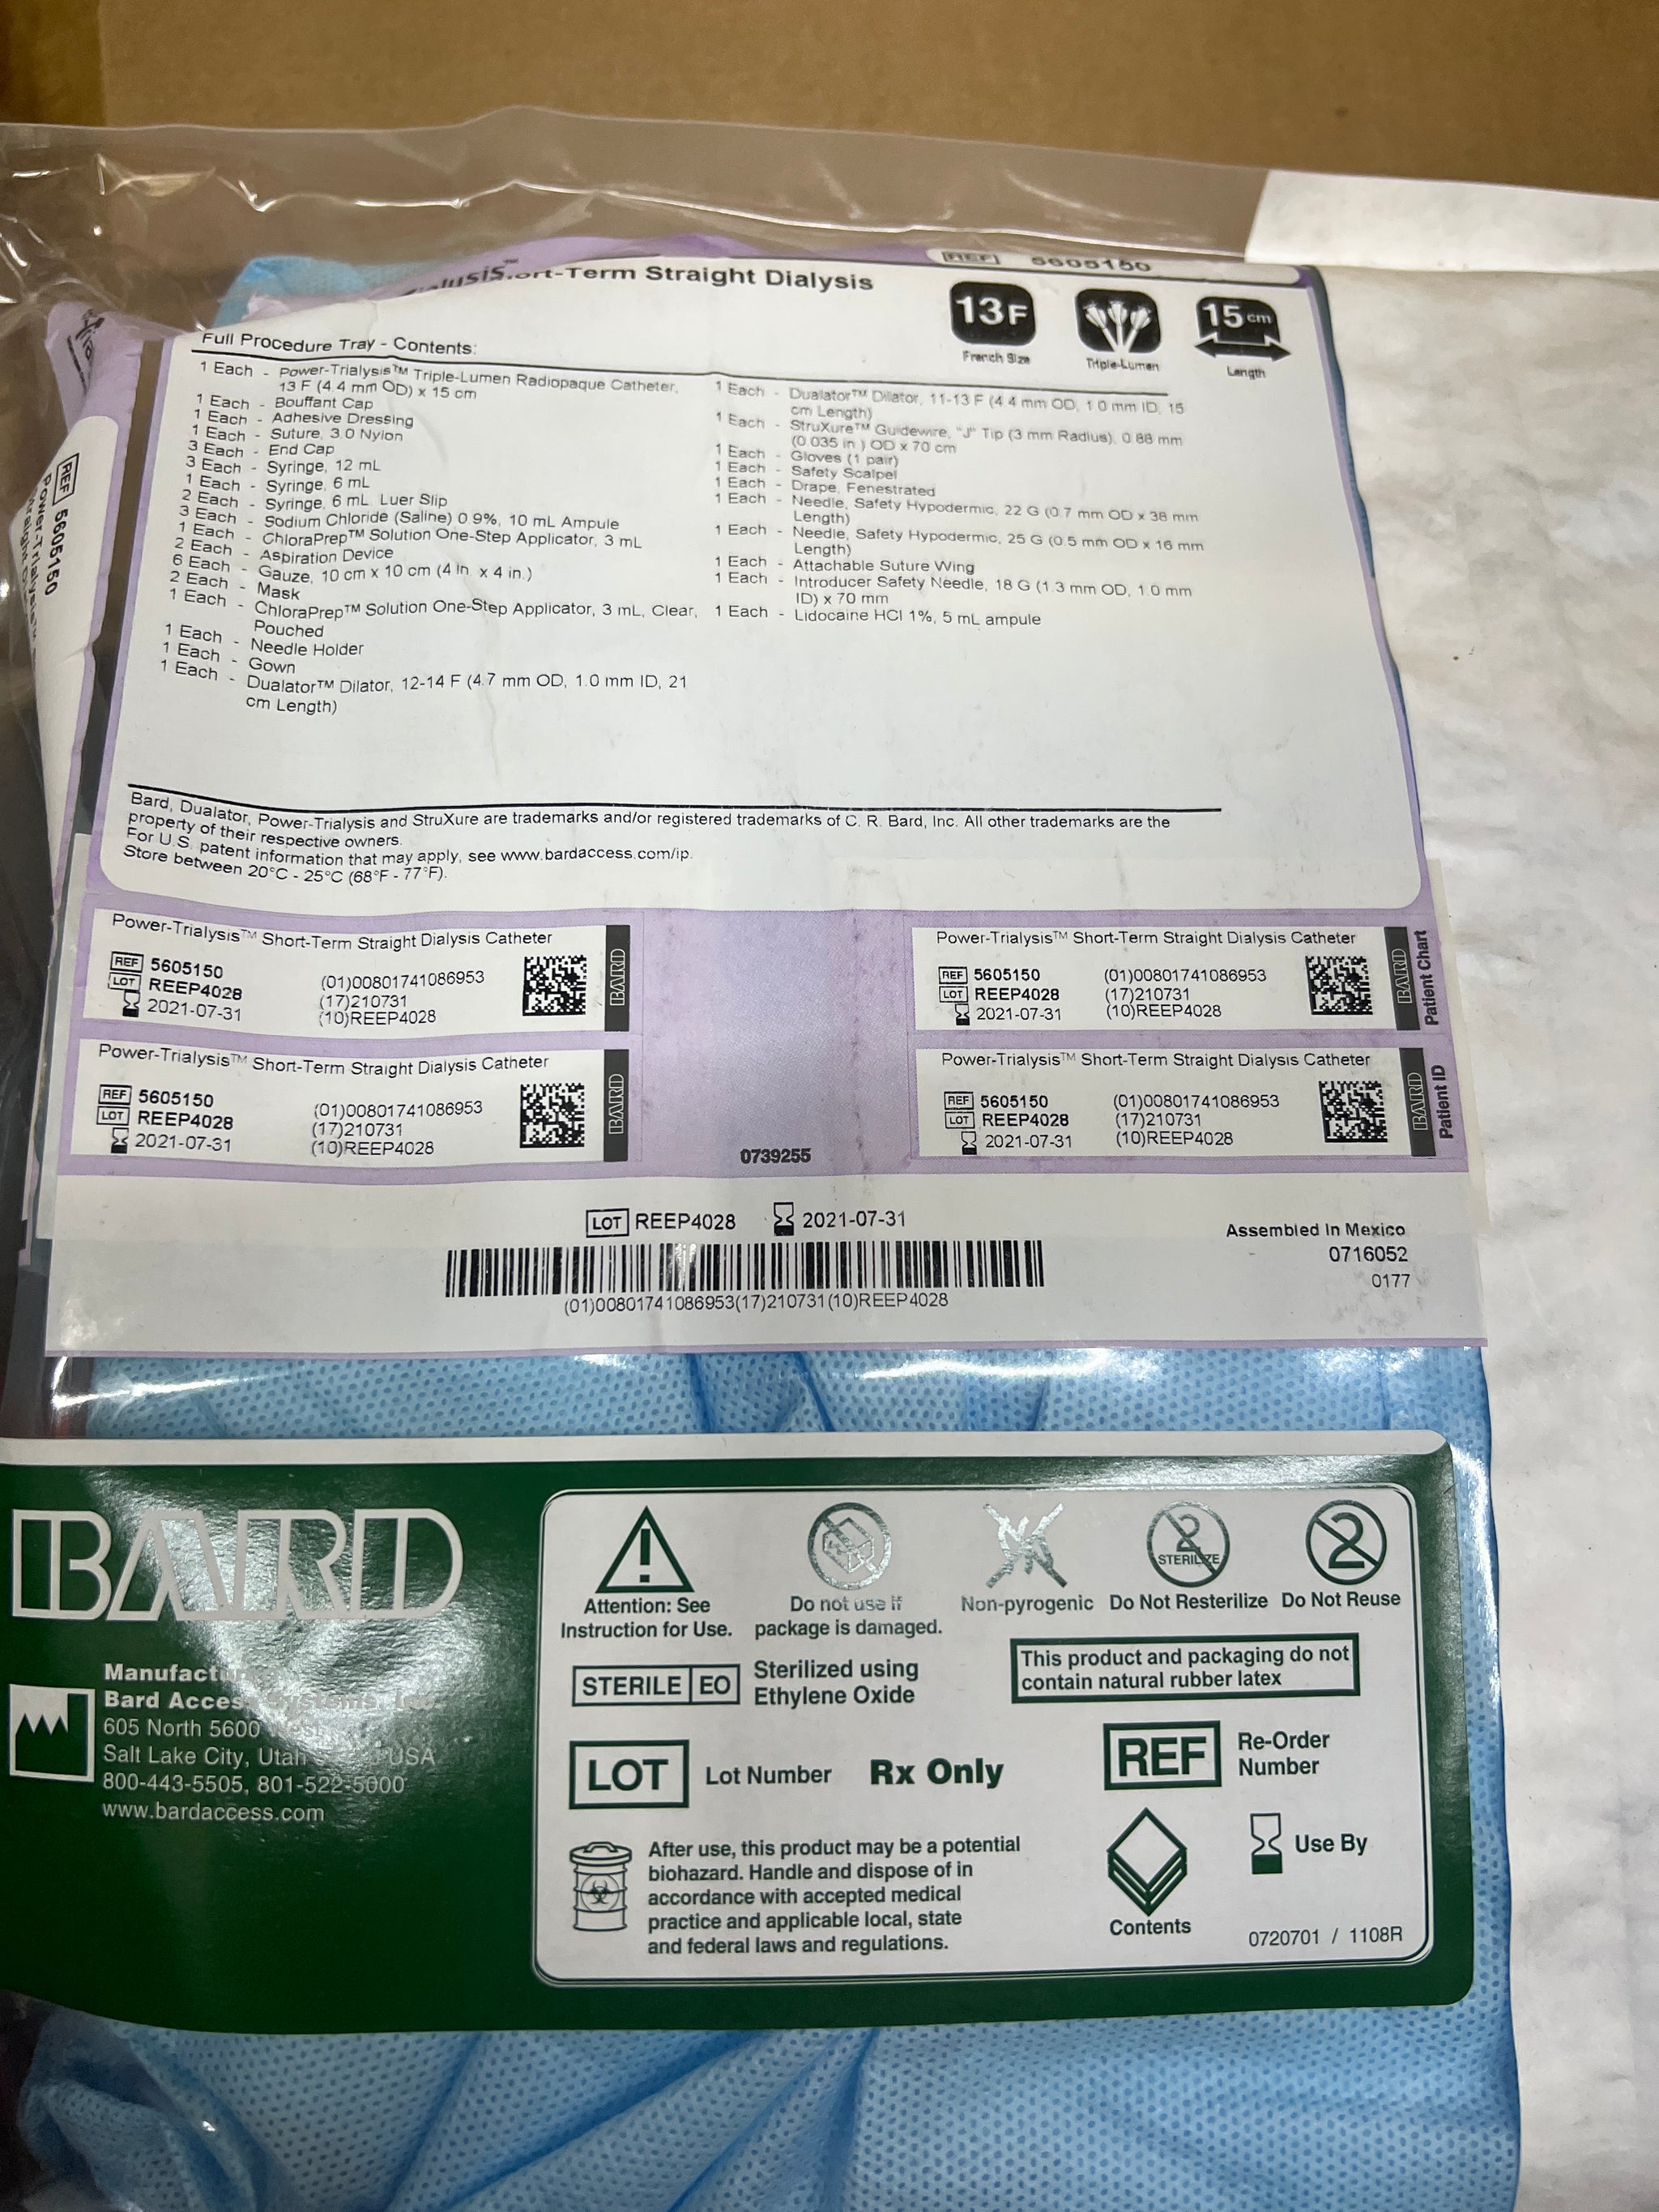 REF 5605150
Short-Term Straight Dialysis
13F
French Size
Triple-Lumen
15 cm
Length
Full Procedure Tray - Contents:
1 Each - Power-Trialysis™ Triple-Lumen Radiopaque Catheter,
13 F (4.4 mm OD) x 15 cm
1 Each - Bouffant Cap
1 Each - Adhesive Dressing
1 Each - Suture, 3.0 Nylon
3 Each - End Cap
3 Each - Syringe, 12 mL
1 Each - Syringe, 6 mL
2 Each - Syringe, 6 mL Luer Slip
3 Each - Sodium Chloride (Saline) 0.9%, 10 mL Ampule
1 Each - ChloraPrep™ Solution One-Step Applicator, 3 mL
2 Each - Aspiration Device
6 Each - Gauze, 10 cm x 10 cm (4 in. x 4 in.)
2 Each - Mask
1 Each - ChloraPrep™ Solution One-Step Applicator, 3 mL, Clear,
Pouched
1 Each - Needle Holder
1 Each - Gown
1 Each - Dualator™ Dilator, 12-14 F (4.7 mm OD, 1.0 mm ID, 21
cm Length)
1 Each - Dualator™ Dilator, 11-13 F (4.4 mm OD, 1.0 mm ID, 15
cm Length)
1 Each - StruXure™ Guidewire, "J" Tip (3 mm Radius), 0.88 mm
(0.035 in.) OD x 70 cm
1 Each - Gloves (1 pair)
1 Each - Safety Scalpel
1 Each - Drape, Fenestrated
1 Each - Needle, Safety Hypodermic, 22 G (0.7 mm OD x 38 mm
Length)
1 Each - Needle, Safety Hypodermic, 25 G (0.5 mm OD x 16 mm
Length)
1 Each - Attachable Suture Wing
1 Each - Introducer Safety Needle, 18 G (1.3 mm OD, 1.0 mm
ID) x 70 mm
1 Each - Lidocaine HCl 1%, 5 mL ampule
Bard, Dualator, Power-Trialysis and StruXure are trademarks and/or registered trademarks of C. R. Bard, Inc. All other trademarks are the
property of their respective owners.
For U.S. patent information that may apply, see www.bardaccess.com/ip.
Store between 20°C - 25°C (68°F - 77°F).
REF 5605150
Power-Trialysis™
Power-Trialysis™ Short-Term Straight Dialysis Catheter
REF 5605150
LOT REEP4028
2021-07-31
(01)00801741086953
(17)210731
(10)REEP4028
BARD
Power-Trialysis™ Short-Term Straight Dialysis Catheter
REF 5605150
LOT REEP4028
2021-07-31
(01)00801741086953
(17)210731
(10)REEP4028
BARD
Patient Chart
Power-Trialysis™ Short-Term Straight Dialysis Catheter
REF 5605150
LOT REEP4028
2021-07-31
(01)00801741086953
(17)210731
(10)REEP4028
BARD
Power-Trialysis™ Short-Term Straight Dialysis Catheter
REF 5605150
LOT REEP4028
2021-07-31
(01)00801741086953
(17)210731
(10)REEP4028
BARD
Patient ID
0739255
LOT REEP4028 2021-07-31
(01)00801741086953(17)210731(10)REEP4028
Assembled In Mexico
0716052
0177
BARD
Bard Access Systems, Inc.
605 North 5600 West
Salt Lake City, Utah USA
800-443-5505, 801-522-5000
www.bardaccess.com
Attention: See
Instruction for Use.
Do not use if
package is damaged.
Non-pyrogenic
2
STERILIZE
Do Not Resterilize
2
Do Not Reuse
STERILE EO
Sterilized using
Ethylene Oxide
This product and packaging do not
contain natural rubber latex
LOT Lot Number
Rx Only
REF Re-Order
Number
After use, this product may be a potential
biohazard. Handle and dispose of in
accordance with accepted medical
practice and applicable local, state
and federal laws and regulations.
Contents
Use By
0720701 / 1108R